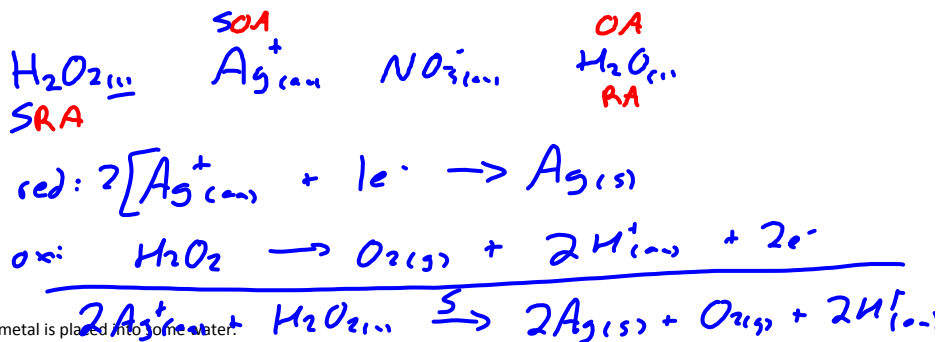 SOA OA
H₂O₂(l) Ag⁺(aq) NO₃⁻(aq) H₂O(l)
SRA RA
red: 2[Ag⁺(aq) + 1e⁻ → Ag(s)
oxi: H₂O₂ → O₂(g) + 2H⁺(aq) + 2e⁻
2Ag⁺(aq) + H₂O₂(l) S→ 2Ag(s) + O₂(g) + 2H⁺(aq)
metal is placed into some water.